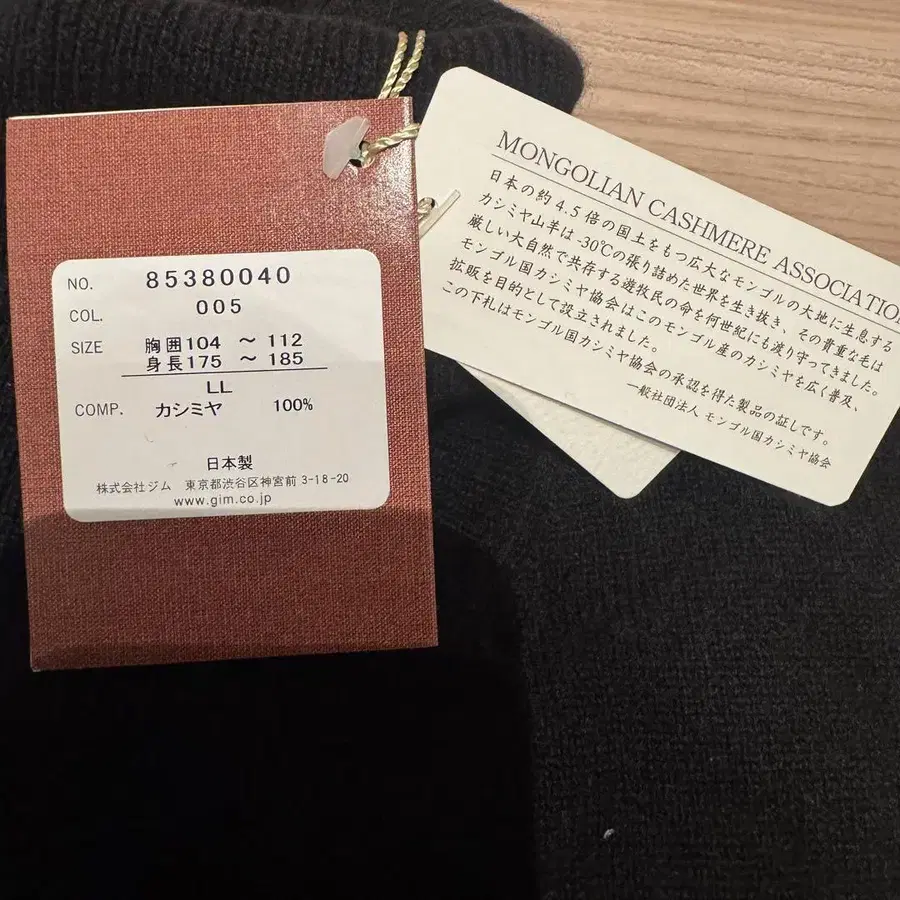 NO. 85380040
COL. 005
SIZE 胸囲104 ～ 112
身長175 ～ 185
LL
COMP. カシミヤ 100%
日本製
株式会社ジム 東京都渋谷区神宮前 3-18-20
www.gim.co.jp
MONGOLIAN CASHMERE ASSOCIATION
日本の約4.5倍の国土をもつ広大なモンゴルの大地に生息する
カシミヤ山羊は-30℃の張り詰めた世界を生き抜き、その貴重な毛は
厳しい大自然で共存する遊牧民の命を何世紀にも渡り守ってきました。
モンゴル国カシミヤ協会はこのモンゴル産のカシミヤを広く普及、
拡販を目的として設立されました。
この下札はモンゴル国カシミヤ協会の承認を得た製品の証しです。
一般社団法人 モンゴル国カシミヤ協会